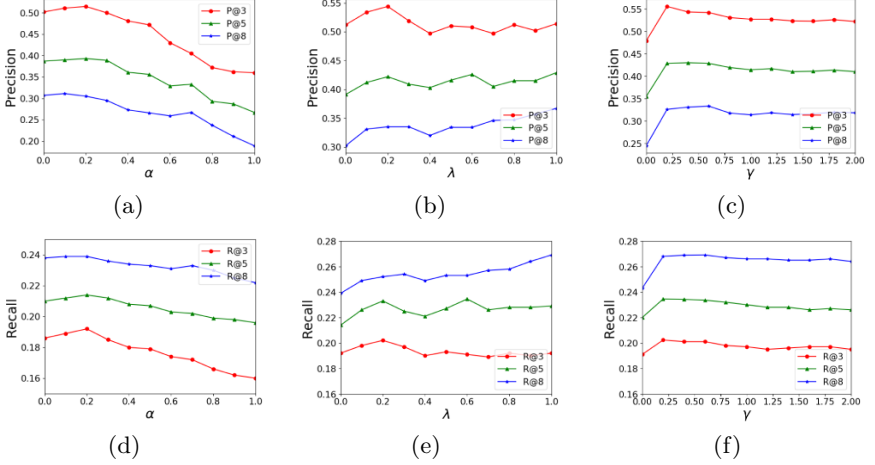 P@3
P@5
P@8
0.50
0.45
0.40
0.35
0.30
0.25
0.20
Precision
0.0 0.2 0.4 0.6 0.8 1.0
α
(a)
0.55
0.50
0.45
0.40
0.35
0.30
Precision
P@3
P@5
P@8
0.0 0.2 0.4 0.6 0.8 1.0
λ
(b)
0.55
0.50
0.45
0.40
0.35
0.30
0.25
Precision
P@3
P@5
P@8
0.00 0.25 0.50 0.75 1.00 1.25 1.50 1.75 2.00
γ
(c)
0.24
0.22
0.20
0.18
0.16
Recall
R@3
R@5
R@8
0.0 0.2 0.4 0.6 0.8 1.0
α
(d)
0.28
0.26
0.24
0.22
0.20
0.18
0.16
Recall
R@3
R@5
R@8
0.0 0.2 0.4 0.6 0.8 1.0
λ
(e)
0.28
0.26
0.24
0.22
0.20
0.18
0.16
Recall
R@3
R@5
R@8
0.00 0.25 0.50 0.75 1.00 1.25 1.50 1.75 2.00
γ
(f)